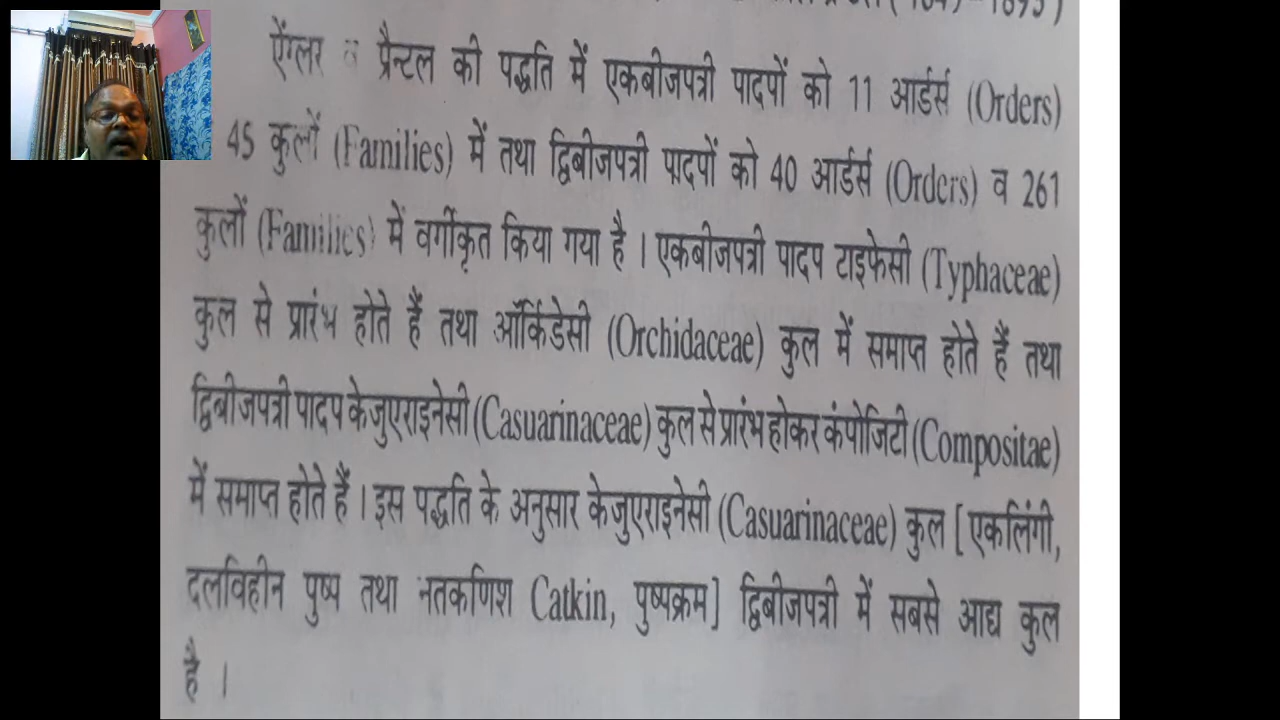 ऐंग्लर व प्रैन्टल की पद्धति में एकबीजपत्री पादपों को 11 आर्डर्स (Orders)
45 कुलों (Families) में तथा द्विबीजपत्री पादपों को 40 आर्डर्स (Orders) व 261
कुलों (Families) में वर्गीकृत किया गया है । एकबीजपत्री पादप टाइफेसी (Typhaceae)
कुल से प्रारंभ होते हैं तथा ऑर्किडेसी (Orchidaceae) कुल में समाप्त होते हैं तथा
द्विबीजपत्री पादप केजुएराइनेसी (Casuarinaceae) कुल से प्रारंभ होकर कंपोजिटी (Compositae)
में समाप्त होते हैं । इस पद्धति के अनुसार केजुएराइनेसी (Casuarinaceae) कुल [ एकलिंगी,
दलविहीन पुष्प तथा नतकणिश Catkin, पुष्पक्रम] द्विबीजपत्री में सबसे आद्य कुल
है ।